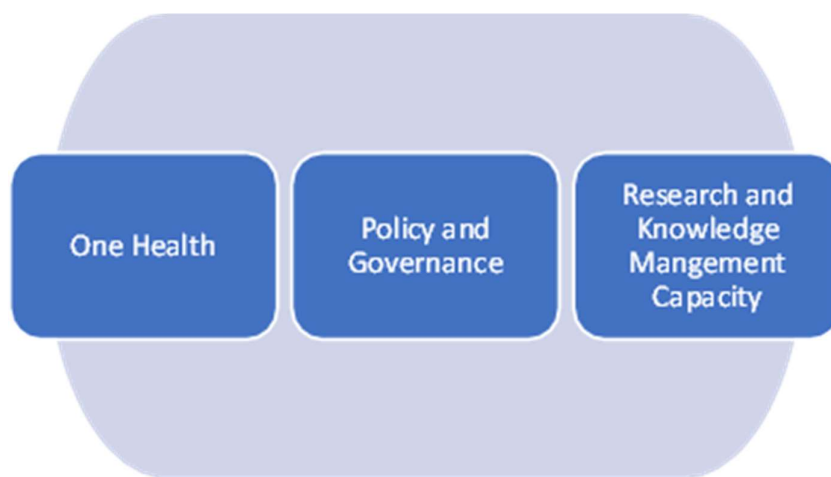 One Health
Policy and
Governance
Research and
Knowledge
Mangement
Capacity